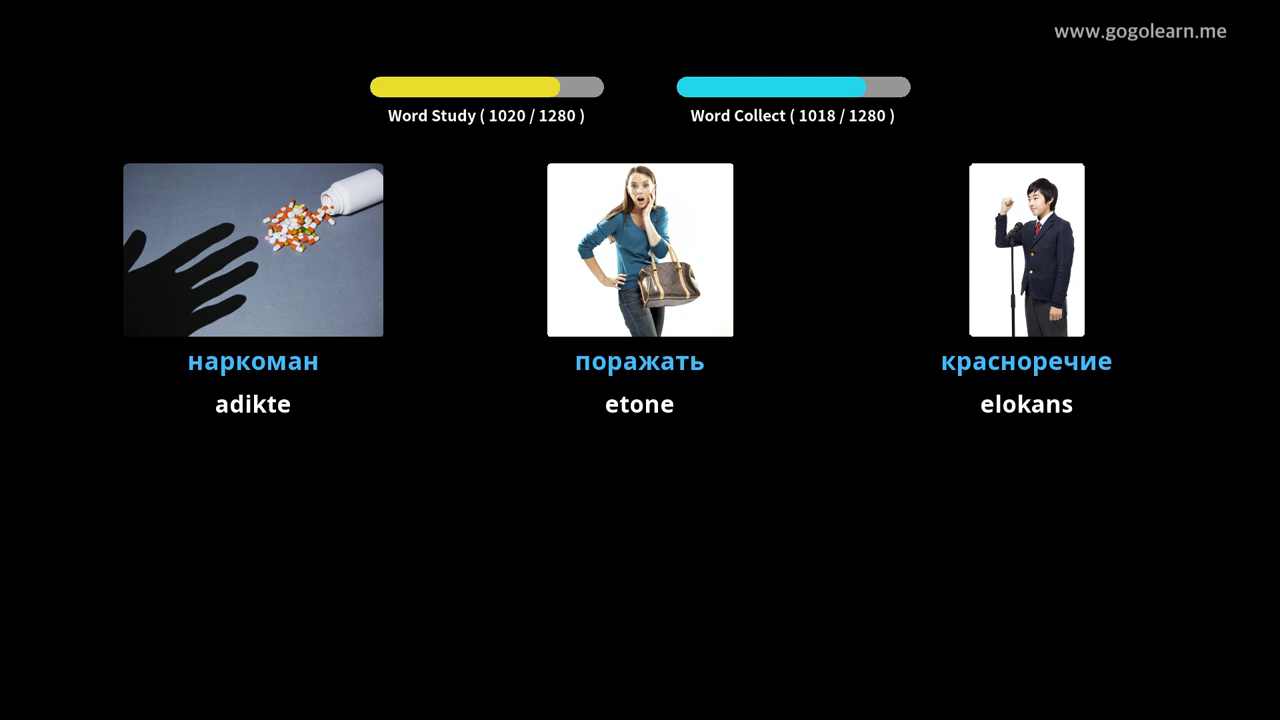 www.gogolearn.me
Word Study ( 1020 / 1280 )
Word Collect ( 1018 / 1280 )
наркоман
поражать
красноречие
adikte
etone
elokans